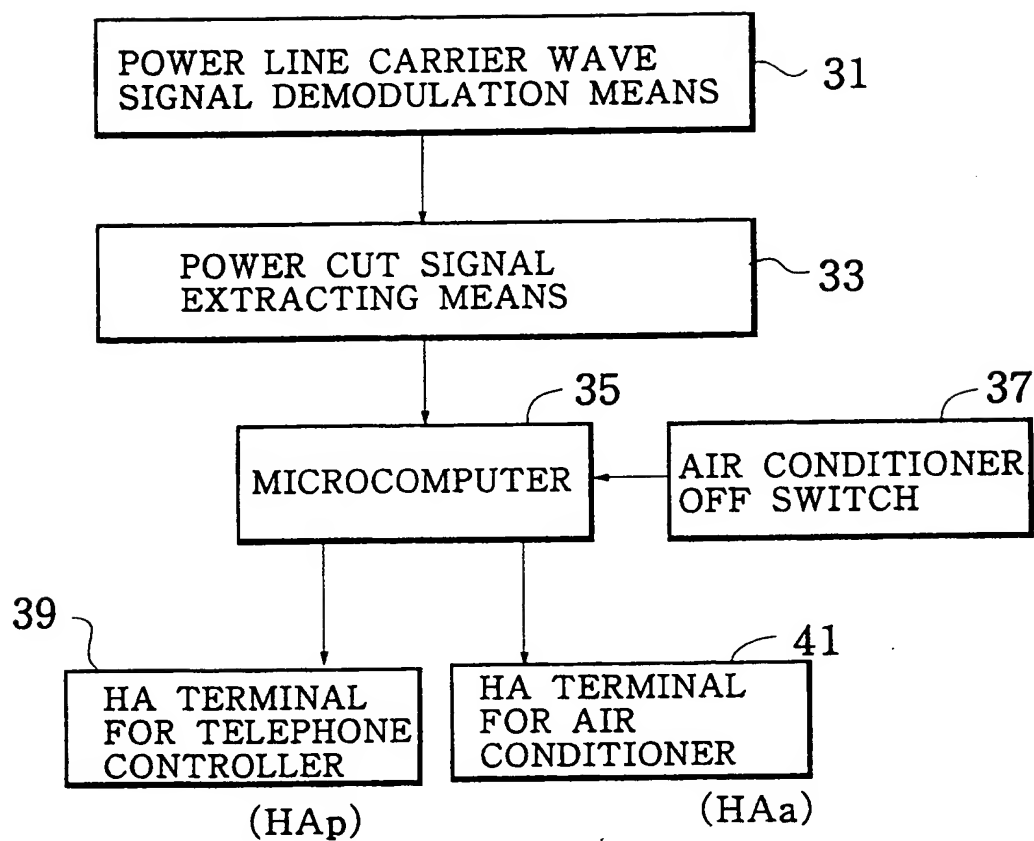 POWER LINE CARRIER WAVE
SIGNAL DEMODULATION MEANS
31
POWER CUT SIGNAL
EXTRACTING MEANS
33
35
MICROCOMPUTER
37
AIR CONDITIONER
OFF SWITCH
39
HA TERMINAL
FOR TELEPHONE
CONTROLLER
(HAp)
41
HA TERMINAL
FOR AIR
CONDITIONER
(HAa)